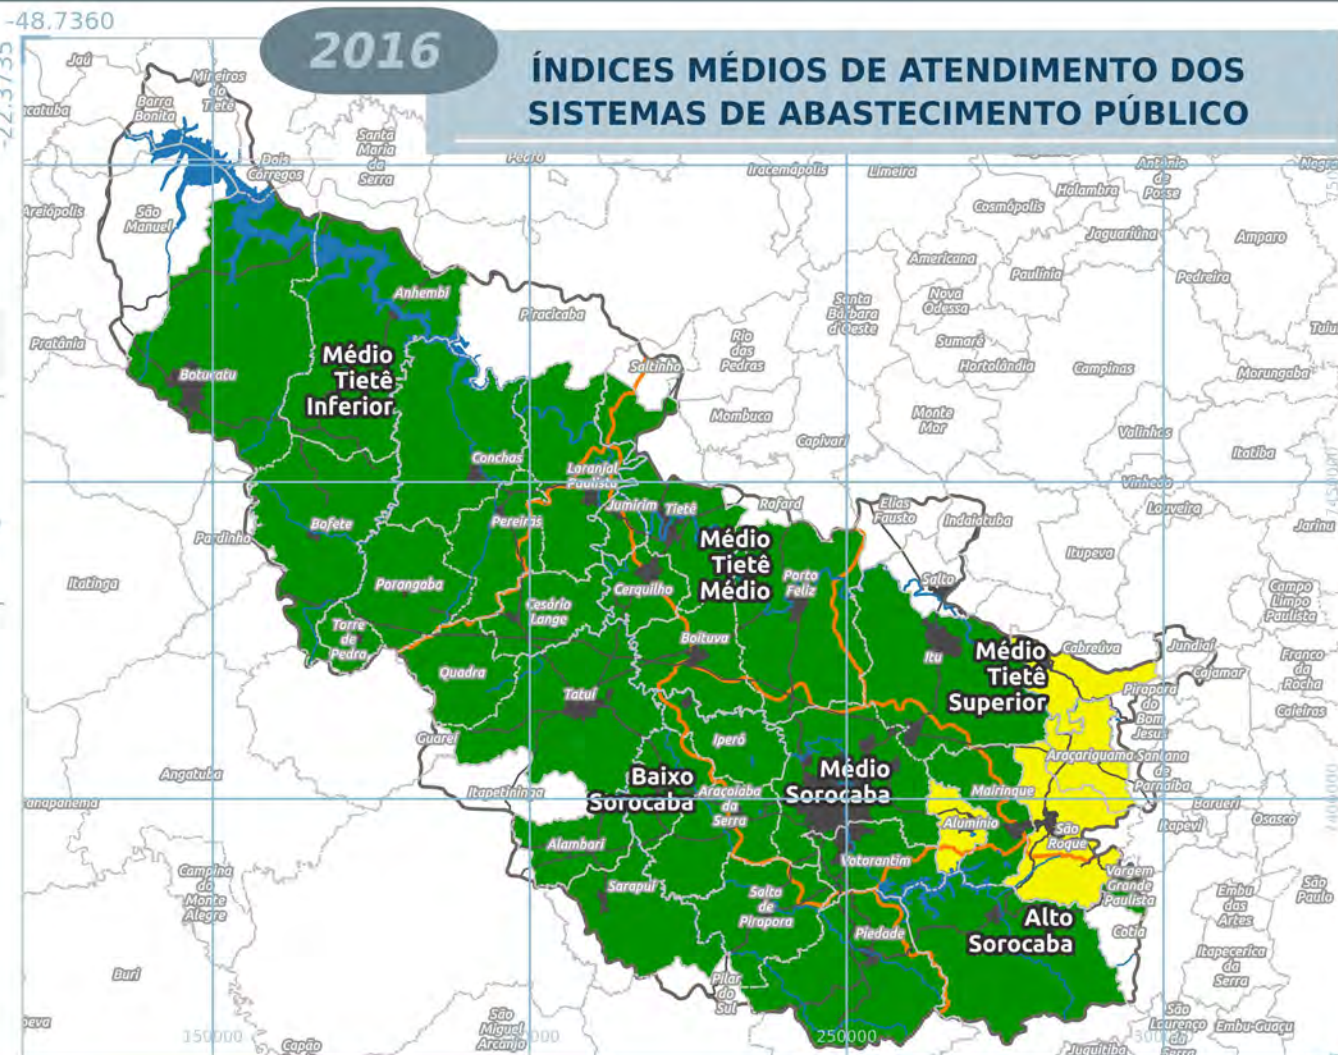 -48.7360
-22.3735
2016
ÍNDICES MÉDIOS DE ATENDIMENTO DOS
SISTEMAS DE ABASTECIMENTO PÚBLICO
Jaú
Mineiros
do
Tietê
Barra
Bonita
Santa
Maria
da
Serra
Dois
Córregos
Pedro
Iracemápolis
Limeira
Antônio
de
Posse
Holambra
Cosmópolis
Areiópolis
São
Manuel
Jaguariúna
Amparo
Americana
Paulínia
Pedreira
Anhembi
Piracicaba
Santa
Bárbara
d'Oeste
Nova
Odessa
Pratânia
Rio
das
Pedras
Sumaré
Hortolândia
Campinas
Morungaba
Botucatu
Médio
Tietê
Inferior
Saltinho
Mombuca
Capivari
Monte
Mor
Valinhos
Itatiba
Conchas
Laranjal
Paulista
Vinhedo
Louveira
Jumirim
Tietê
Rafard
Elias
Fausto
Indaiatuba
Jarinu
Pereiras
Bofete
Pardinho
Médio
Tietê
Médio
Itupeva
Itatinga
Porangaba
Cesário
Lange
Cerquilho
Porto
Feliz
Salto
Campo
Limpo
Paulista
Torre
de
Pedra
Boituva
Itu
Médio
Tietê
Superior
Cabreúva
Jundiaí
Cajamar
Franco
da
Rocha
Quadra
Tatuí
Pirapora
do
Bom
Jesus
Caieiras
Guareí
Iperó
Araçariguama
Santana
de
Parnaíba
Angatuba
Itapetininga
Baixo
Sorocaba
Araçoiaba
da
Serra
Médio
Sorocaba
Mairinque
Barueri
Itapevi
Osasco
Alumínio
São
Roque
Alambari
Votorantim
Campina
do
Monte
Alegre
Sarapuí
Salto
de
Pirapora
Vargem
Grande
Paulista
Embu
das
Artes
São
Paulo
Alto
Sorocaba
Piedade
Cotia
Itapecerica
da
Serra
Buri
Pilar
do
Sul
São
Miguel
Arcanjo
São
Lourenço
da
Serra
Embu-Guaçu
Juquitiba
Capão
150000
250000